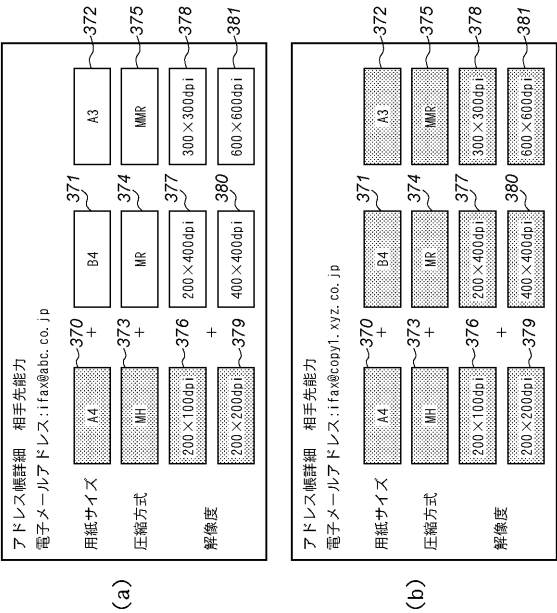 (a)
アドレス帳詳細 相手先能力
電子メールアドレス:ifax@abc.co.jp
370 371 372
用紙サイズ A4 + B4 A3
373 374 375
圧縮方式 MH + MR MMR
376 377 378
解像度 200×100dpi + 200×400dpi 300×300dpi
379 380 381
200×200dpi 400×400dpi 600×600dpi
(b)
アドレス帳詳細 相手先能力
電子メールアドレス:ifax@copy1.xyz.co.jp
370 371 372
用紙サイズ A4 + B4 A3
373 374 375
圧縮方式 MH + MR MMR
376 377 378
解像度 200×100dpi + 200×400dpi 300×300dpi
379 380 381
200×200dpi 400×400dpi 600×600dpi